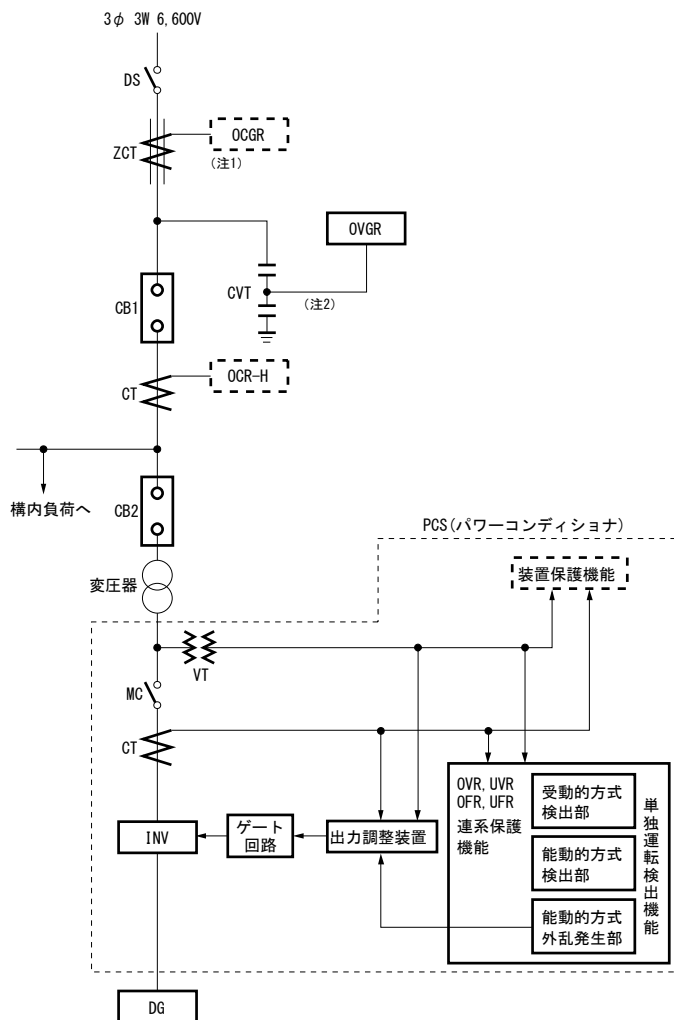 3φ 3W 6,600V
DS
ZCT
OCGR
(注1)
OVGR
CVT
(注2)
CB1
CT
OCR-H
構内負荷へ
CB2
PCS(パワーコンディショナ)
変圧器
装置保護機能
VT
MC
CT
OVR, UVR
OFR, UFR
連系保護
機能
受動的方式
検出部
能動的方式
検出部
能動的方式
外乱発生部
単独運転検出機能
INV
ゲート
回路
出力調整装置
DG